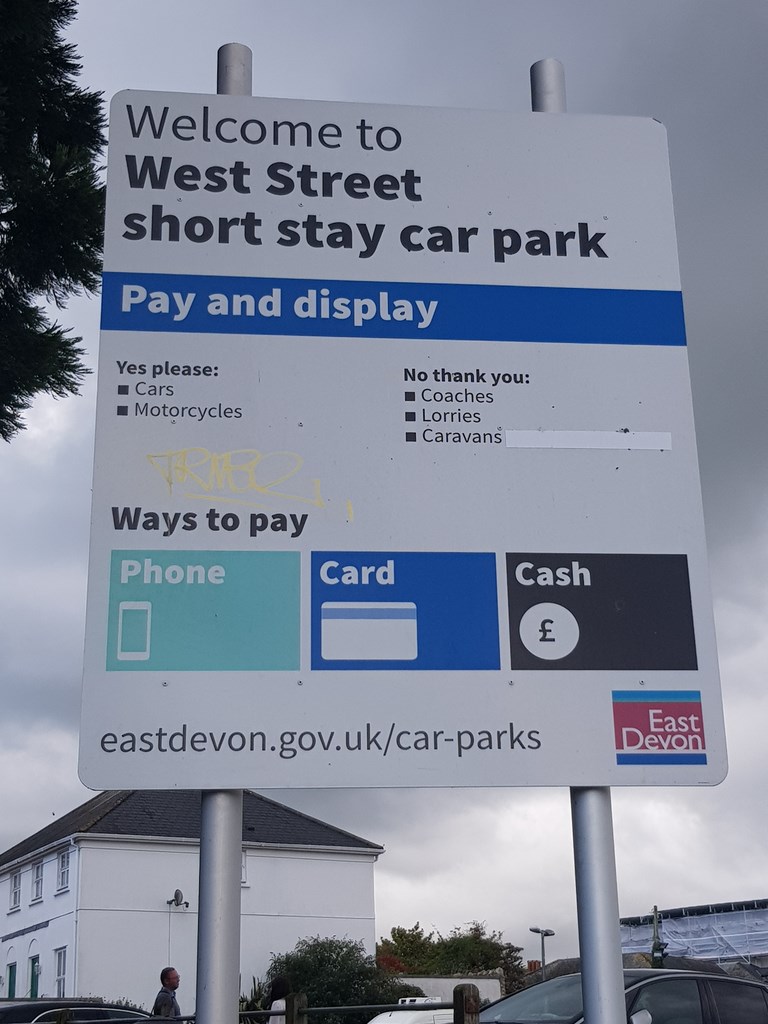 Welcome to
West Street
short stay car park
Pay and display
Yes please:
■ Cars
■ Motorcycles
No thank you:
■ Coaches
■ Lorries
■ Caravans
Ways to pay
Phone
Card
Cash
£
eastdevon.gov.uk/car-parks
East
Devon